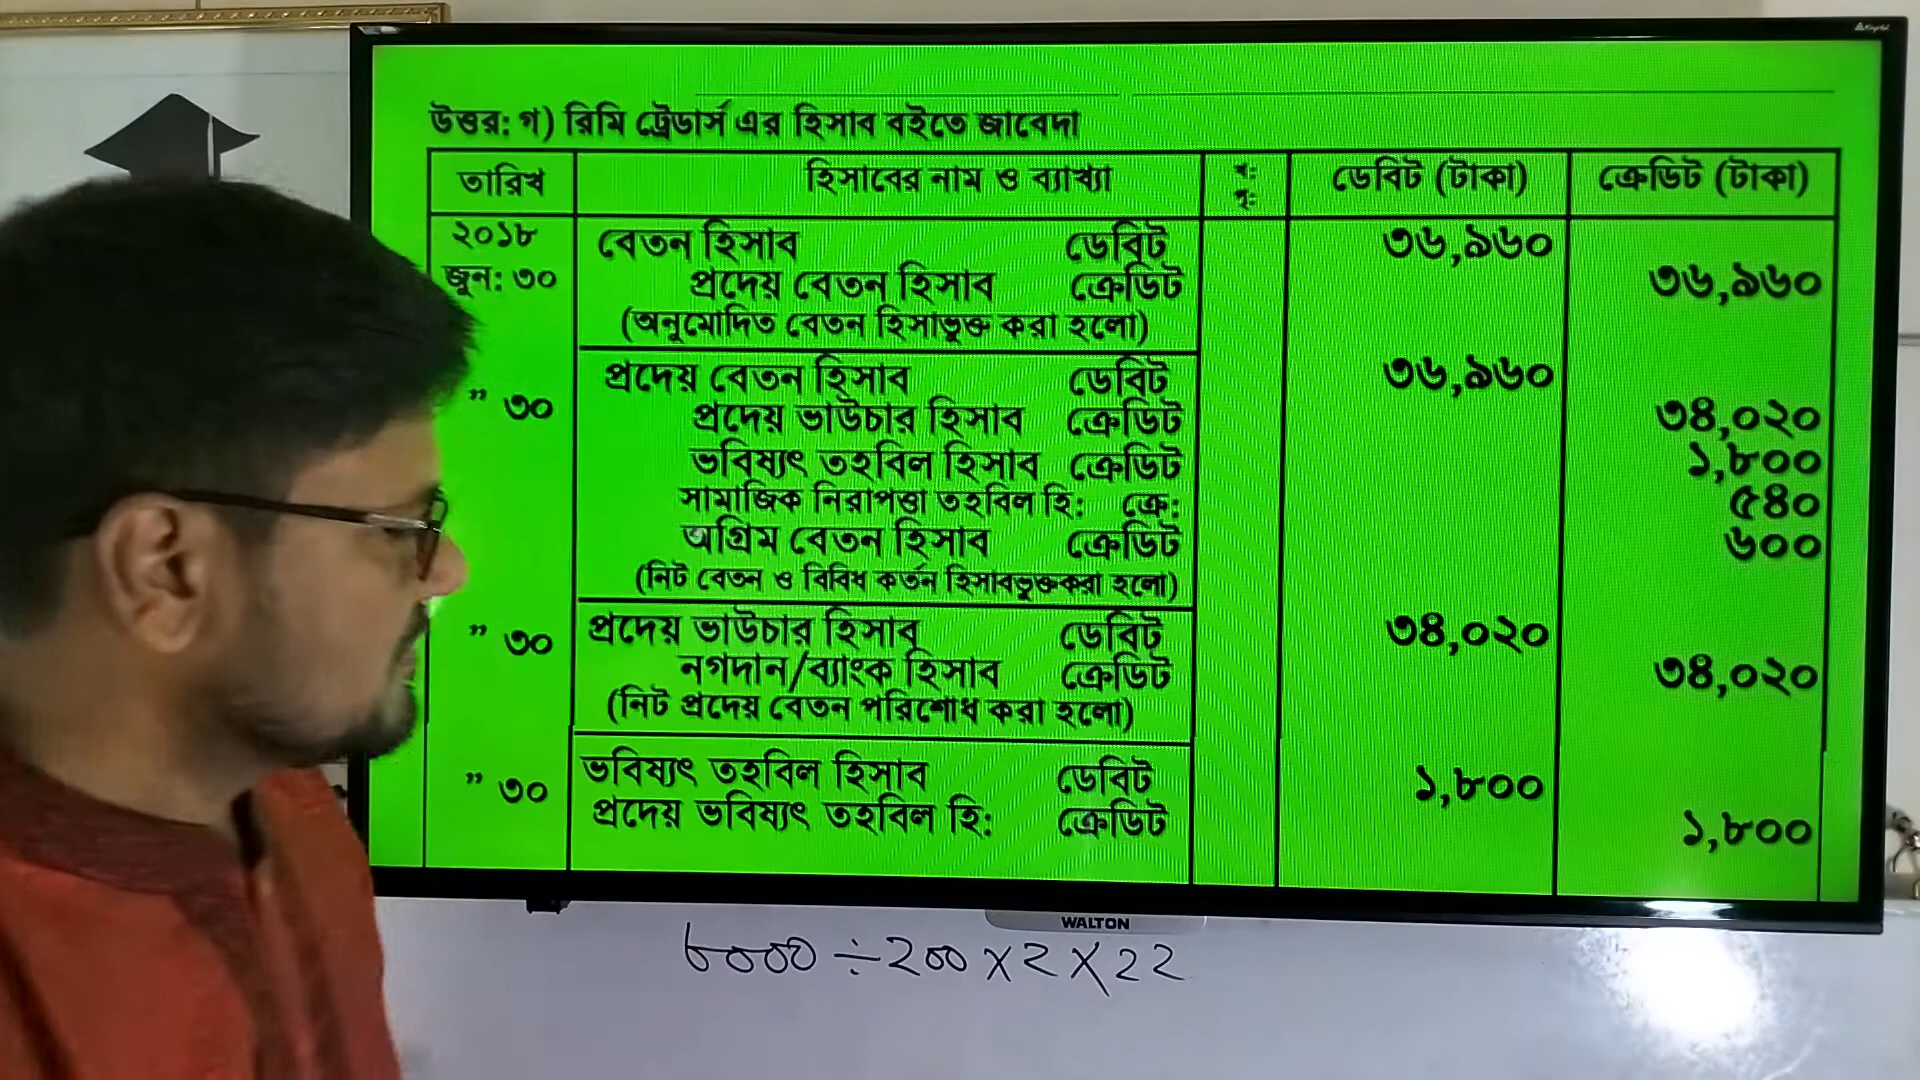 উত্তর: গ) রিমি ট্রেডার্স এর হিসাব বইতে জাবেদা
তারিখ হিসাবের নাম ও ব্যাখ্যা খ: পৃ: ডেবিট (টাকা) ক্রেডিট (টাকা)
২০১৮ বেতন হিসাব ডেবিট ৩৬,৯৬০
জুন: ৩০ প্রদেয় বেতন হিসাব ক্রেডিট ৩৬,৯৬০
(অনুমোদিত বেতন হিসাভুক্ত করা হলো)
প্রদেয় বেতন হিসাব ডেবিট ৩৬,৯৬০
” ৩০ প্রদেয় ভাউচার হিসাব ক্রেডিট ৩৪,০২০
ভবিষ্যৎ তহবিল হিসাব ক্রেডিট ১,৮০০
সামাজিক নিরাপত্তা তহবিল হি: ক্রে: ৫৪০
অগ্রিম বেতন হিসাব ক্রেডিট ৬০০
(নিট বেতন ও বিবিধ কর্তন হিসাবভুক্তকরা হলো)
” ৩০ প্রদেয় ভাউচার হিসাব ডেবিট ৩৪,০২০
নগদান/ব্যাংক হিসাব ক্রেডিট ৩৪,০২০
(নিট প্রদেয় বেতন পরিশোধ করা হলো)
” ৩০ ভবিষ্যৎ তহবিল হিসাব ডেবিট ১,৮০০
প্রদেয় ভবিষ্যৎ তহবিল হি: ক্রেডিট ১,৮০০
WALTON
৮০০০ ÷ ২০০ × ২ × ২২